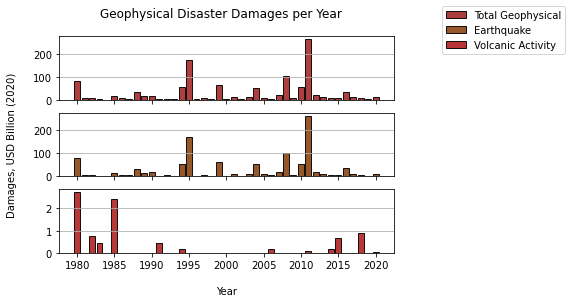 Geophysical Disaster Damages per Year
Total Geophysical
Earthquake
Volcanic Activity
Damages, USD Billion (2020)
200
100
0
200
100
0
2
1
0
1980 1985 1990 1995 2000 2005 2010 2015 2020
Year